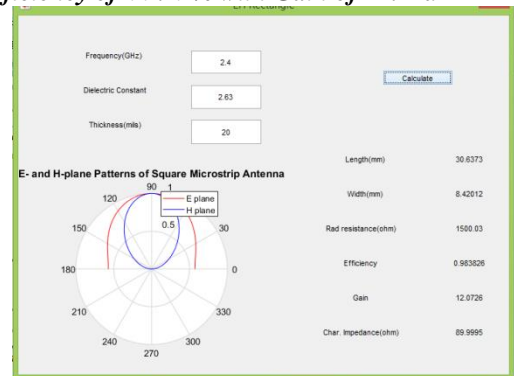 Rectangle
Frequency(GHz) 2.4
Calculate
Dielectric Constant 2.63
Thickness(mils) 20
E- and H-plane Patterns of Square Microstrip Antenna
90 1
E plane
H plane
0.5
120
150
180
210
240
270
300
330
0
30
Length(mm) 30.6373
Width(mm) 8.42012
Rad resistance(ohm) 1500.03
Efficiency 0.983826
Gain 12.0726
Char. Impedance(ohm) 89.9995